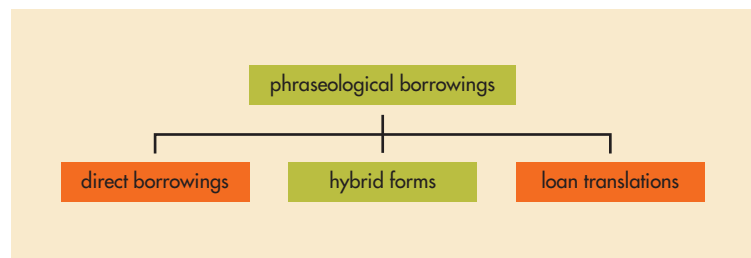 phraseological borrowings
direct borrowings
hybrid forms
loan translations